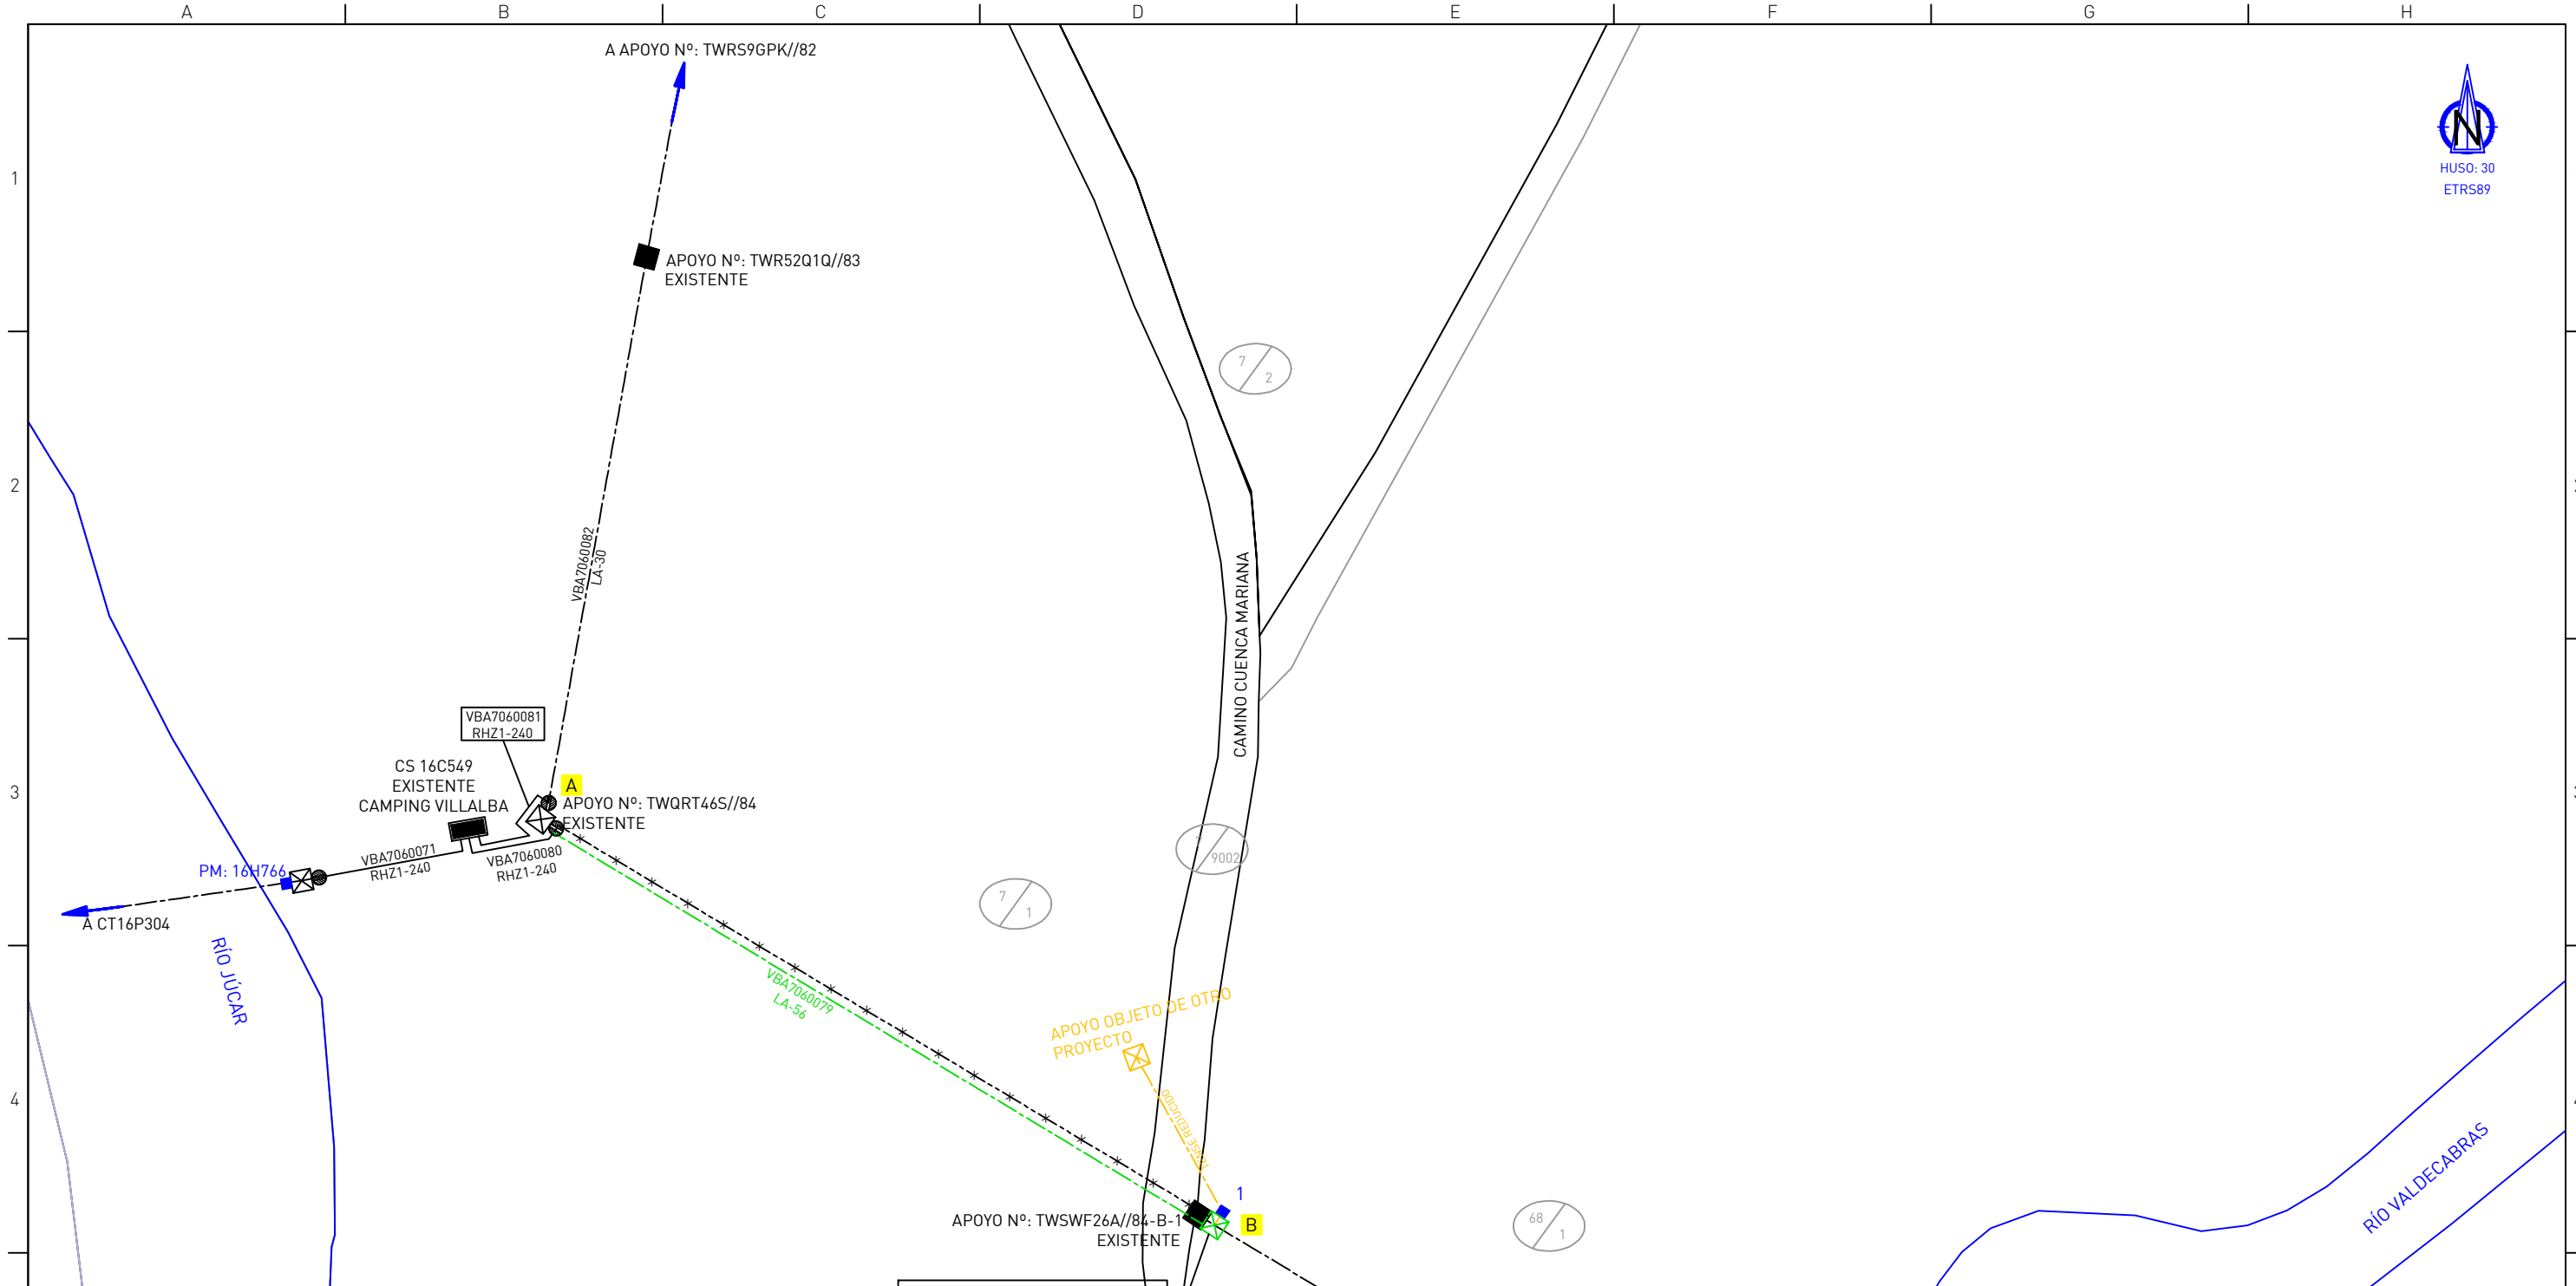 A B C D E F G H
A APOYO Nº: TWRS9GPK//82
N
HUSO: 30
ETRS89
1
APOYO Nº: TWR52Q1Q//83
EXISTENTE
7
2
2
VBA7060082
LA-30
CAMINO CUENCA MARIANA
VBA7060081
RHZ1-240
CS 16C549
EXISTENTE
CAMPING VILLALBA
A
3
APOYO Nº: TWQRT46S//84
EXISTENTE
VBA7060071
RHZ1-240
VBA7060080
RHZ1-240
PM: 16H766
A CT16P304
7
9002
7
1
RÍO JÚCAR
VBA7060079
LA-56
APOYO OBJETO DE OTRO
PROYECTO
4
TENSE REDUCIDO
1
APOYO Nº: TWSWF26A//84-B-1
EXISTENTE
B
68
1
RÍO VALDECABRAS